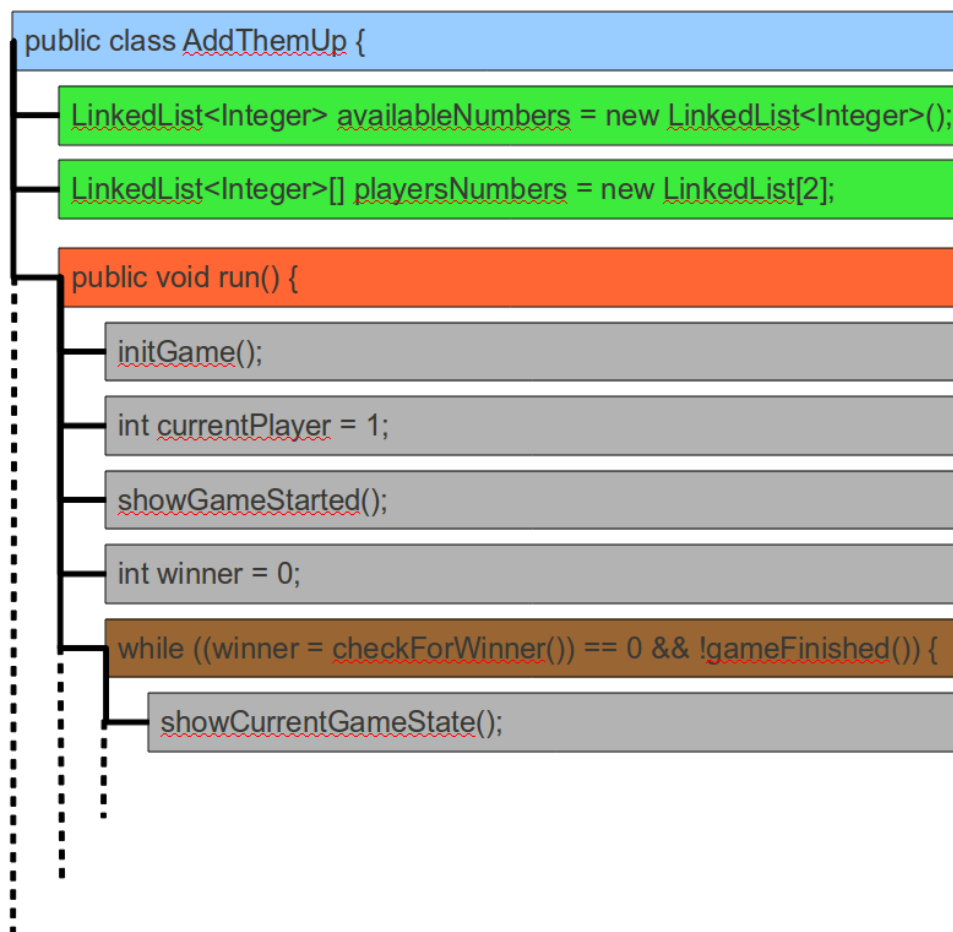 public class AddThemUp {
LinkedList<Integer> availableNumbers = new LinkedList<Integer>();
LinkedList<Integer>[] playersNumbers = new LinkedList[2];
public void run() {
initGame();
int currentPlayer = 1;
showGameStarted();
int winner = 0;
while ((winner = checkForWinner()) == 0 && !gameFinished()) {
showCurrentGameState();